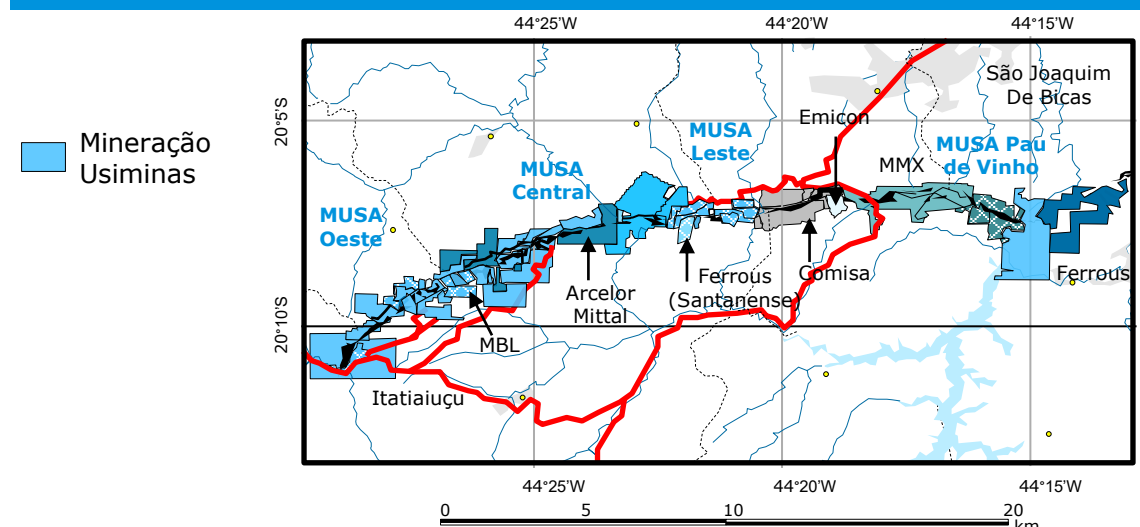 44°25'W
44°20'W
44°15'W
20°5'S
20°10'S
Mineração
Usiminas
São Joaquim
De Bicas
Emicon
MUSA
Leste
MUSA Pau
de Vinho
MMX
MUSA
Central
MUSA
Oeste
Ferrous
(Santanense)
Comisa
Ferrous
Arcelor
Mittal
MBL
Itatiaiuçu
44°25'W
44°20'W
44°15'W
0
5
10
20
km